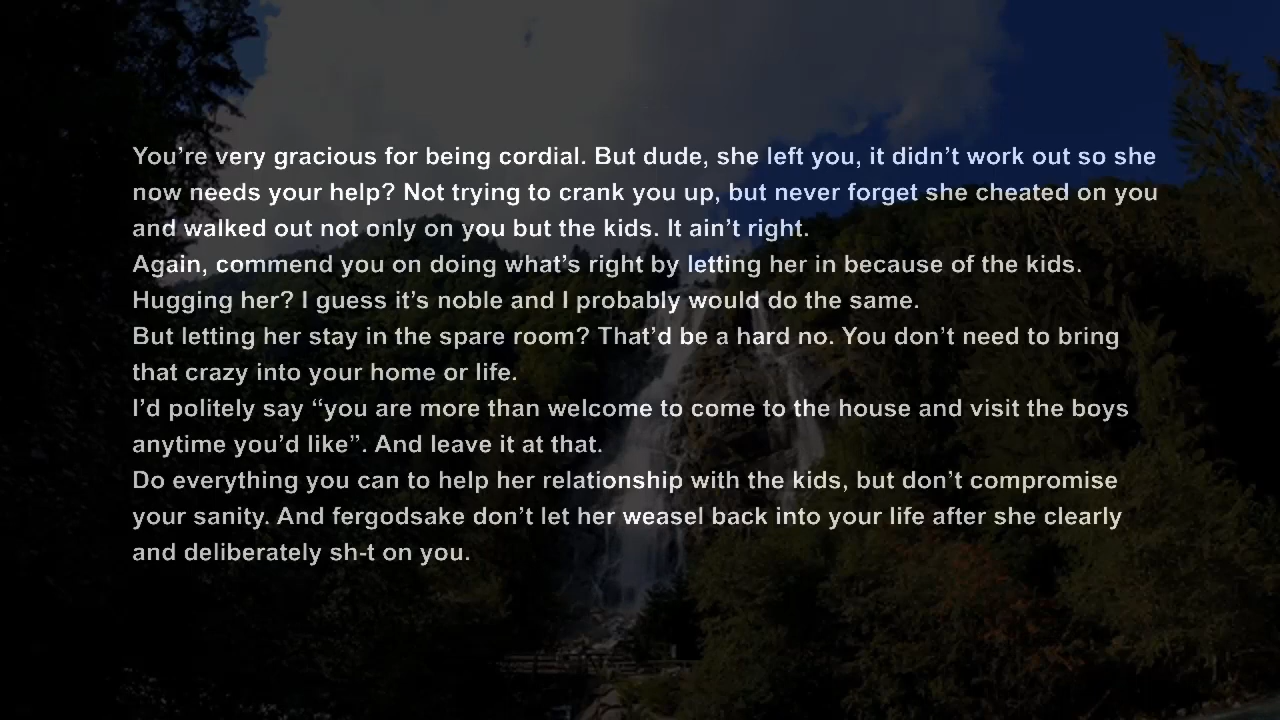 You’re very gracious for being cordial. But dude, she left you, it didn’t work out so she
now needs your help? Not trying to crank you up, but never forget she cheated on you
and walked out not only on you but the kids. It ain’t right.
Again, commend you on doing what’s right by letting her in because of the kids.
Hugging her? I guess it’s noble and I probably would do the same.
But letting her stay in the spare room? That’d be a hard no. You don’t need to bring
that crazy into your home or life.
I’d politely say “you are more than welcome to come to the house and visit the boys
anytime you’d like”. And leave it at that.
Do everything you can to help her relationship with the kids, but don’t compromise
your sanity. And fergodsake don’t let her weasel back into your life after she clearly
and deliberately sh-t on you.